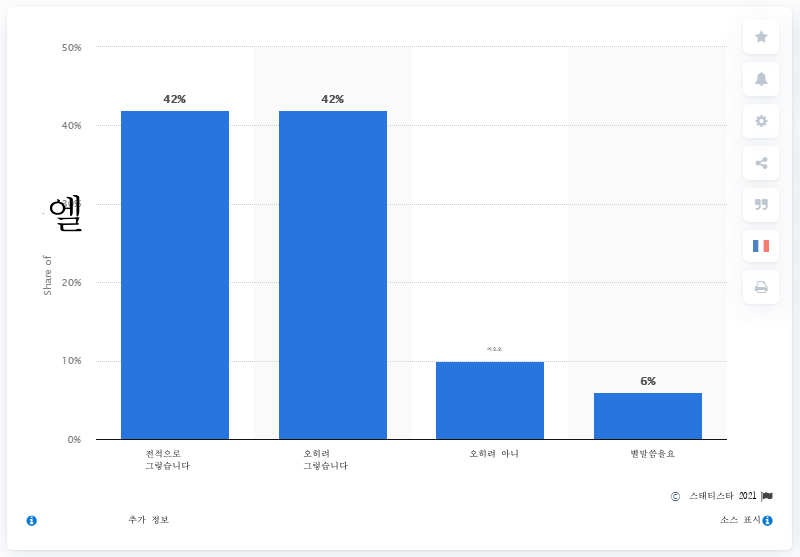 50%
42%
42%
40%
엘
Share of
20%
10%
6%
0%
전적으로
그렇습니다
오히려
그렇습니다
오히려 아니
별말씀을요
© 스태티스타 2021
추가 정보
소스 표시